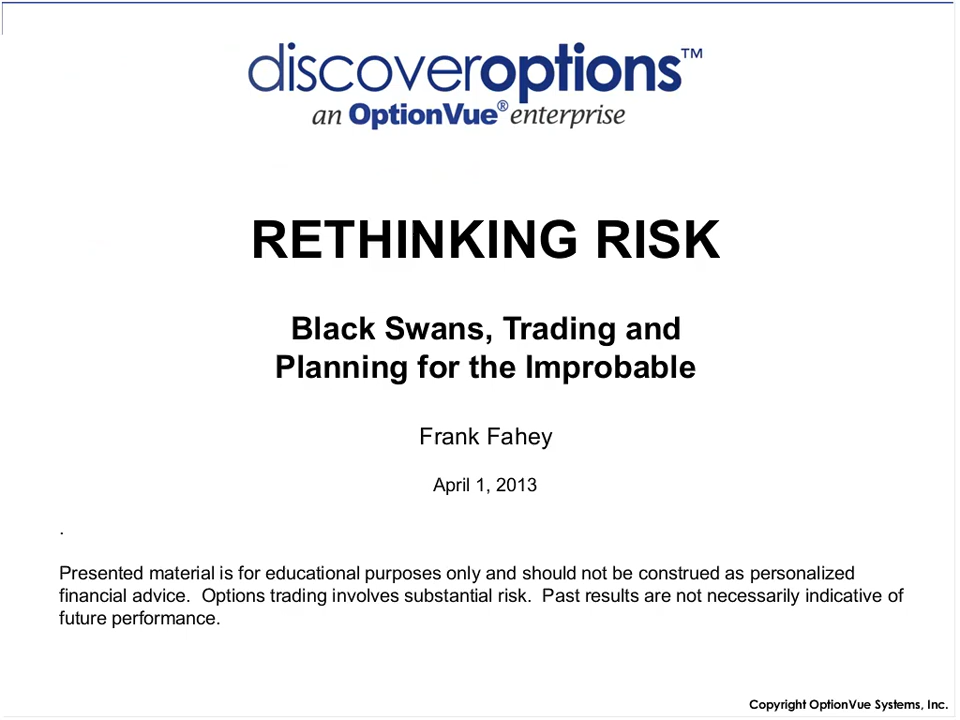 discoveroptions™
an OptionVue® enterprise
RETHINKING RISK
Black Swans, Trading and
Planning for the Improbable
Frank Fahey
April 1, 2013
.
Presented material is for educational purposes only and should not be construed as personalized
financial advice.  Options trading involves substantial risk.  Past results are not necessarily indicative of
future performance.
Copyright OptionVue Systems, Inc.